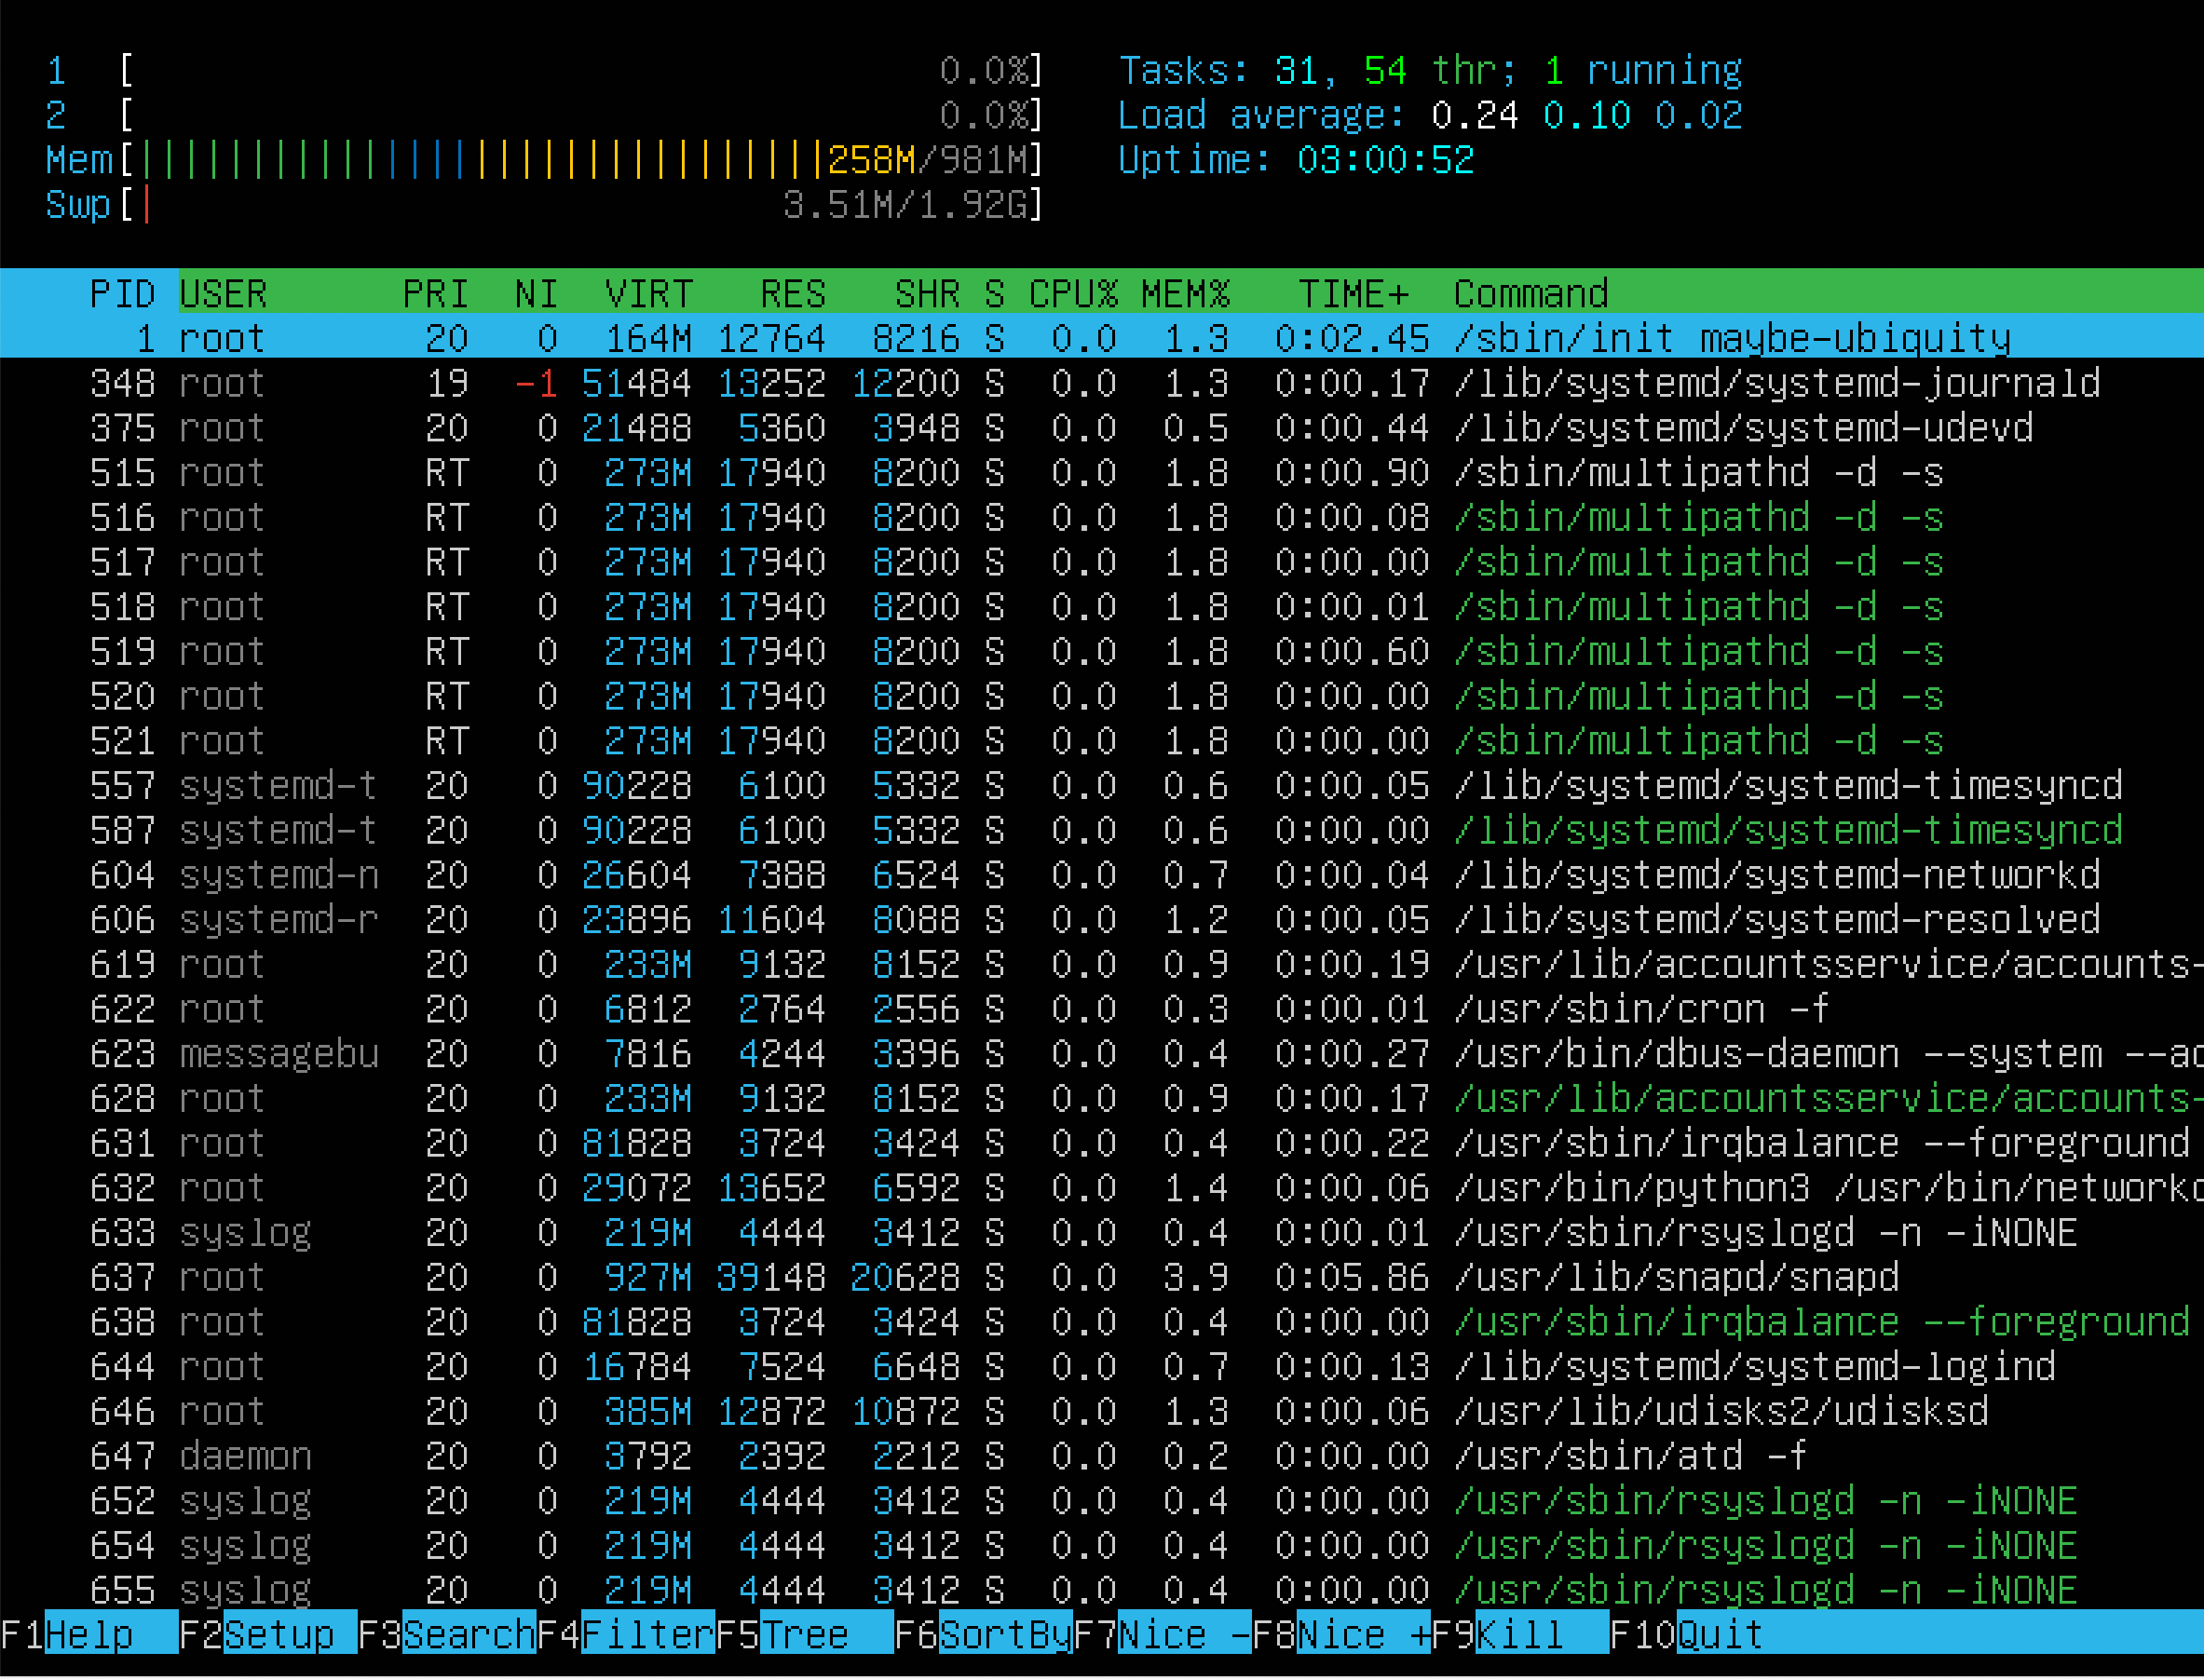 1  [ 0.0%] Tasks: 31, 54 thr; 1 running
2  [ 0.0%] Load average: 0.24 0.10 0.02
Mem[||||||||||||||||||||||||||||||||258M/981M] Uptime: 03:00:52
Swp[| 3.51M/1.92G]
PID USER PRI NI VIRT RES SHR S CPU% MEM% TIME+ Command
1 root 20 0 164M 12764 8216 S 0.0 1.3 0:02.45 /sbin/init maybe-ubiquity
348 root 19 -1 51484 13252 12200 S 0.0 1.3 0:00.17 /lib/systemd/systemd-journald
375 root 20 0 21488 5360 3948 S 0.0 0.5 0:00.44 /lib/systemd/systemd-udevd
515 root RT 0 273M 17940 8200 S 0.0 1.8 0:00.90 /sbin/multipathd -d -s
516 root RT 0 273M 17940 8200 S 0.0 1.8 0:00.08 /sbin/multipathd -d -s
517 root RT 0 273M 17940 8200 S 0.0 1.8 0:00.00 /sbin/multipathd -d -s
518 root RT 0 273M 17940 8200 S 0.0 1.8 0:00.01 /sbin/multipathd -d -s
519 root RT 0 273M 17940 8200 S 0.0 1.8 0:00.60 /sbin/multipathd -d -s
520 root RT 0 273M 17940 8200 S 0.0 1.8 0:00.00 /sbin/multipathd -d -s
521 root RT 0 273M 17940 8200 S 0.0 1.8 0:00.00 /sbin/multipathd -d -s
557 systemd-t 20 0 90228 6100 5332 S 0.0 0.6 0:00.05 /lib/systemd/systemd-timesyncd
587 systemd-t 20 0 90228 6100 5332 S 0.0 0.6 0:00.00 /lib/systemd/systemd-timesyncd
604 systemd-n 20 0 26604 7388 6524 S 0.0 0.7 0:00.04 /lib/systemd/systemd-networkd
606 systemd-r 20 0 23896 11604 8088 S 0.0 1.2 0:00.05 /lib/systemd/systemd-resolved
619 root 20 0 233M 9132 8152 S 0.0 0.9 0:00.19 /usr/lib/accountsservice/accounts-
622 root 20 0 6812 2764 2556 S 0.0 0.3 0:00.01 /usr/sbin/cron -f
623 messagebu 20 0 7816 4244 3396 S 0.0 0.4 0:00.27 /usr/bin/dbus-daemon --system --ad
628 root 20 0 233M 9132 8152 S 0.0 0.9 0:00.17 /usr/lib/accountsservice/accounts-
631 root 20 0 81828 3724 3424 S 0.0 0.4 0:00.22 /usr/sbin/irqbalance --foreground
632 root 20 0 29072 13652 6592 S 0.0 1.4 0:00.06 /usr/bin/python3 /usr/bin/networkd
633 syslog 20 0 219M 4444 3412 S 0.0 0.4 0:00.01 /usr/sbin/rsyslogd -n -iNONE
637 root 20 0 927M 39148 20628 S 0.0 3.9 0:05.86 /usr/lib/snapd/snapd
638 root 20 0 81828 3724 3424 S 0.0 0.4 0:00.00 /usr/sbin/irqbalance --foreground
644 root 20 0 16784 7524 6648 S 0.0 0.7 0:00.13 /lib/systemd/systemd-logind
646 root 20 0 385M 12872 10872 S 0.0 1.3 0:00.06 /usr/lib/udisks2/udisksd
647 daemon 20 0 3792 2392 2212 S 0.0 0.2 0:00.00 /usr/sbin/atd -f
652 syslog 20 0 219M 4444 3412 S 0.0 0.4 0:00.00 /usr/sbin/rsyslogd -n -iNONE
654 syslog 20 0 219M 4444 3412 S 0.0 0.4 0:00.00 /usr/sbin/rsyslogd -n -iNONE
655 syslog 20 0 219M 4444 3412 S 0.0 0.4 0:00.00 /usr/sbin/rsyslogd -n -iNONE
F1Help F2Setup F3SearchF4FilterF5Tree F6SortByF7Nice -F8Nice +F9Kill F10Quit